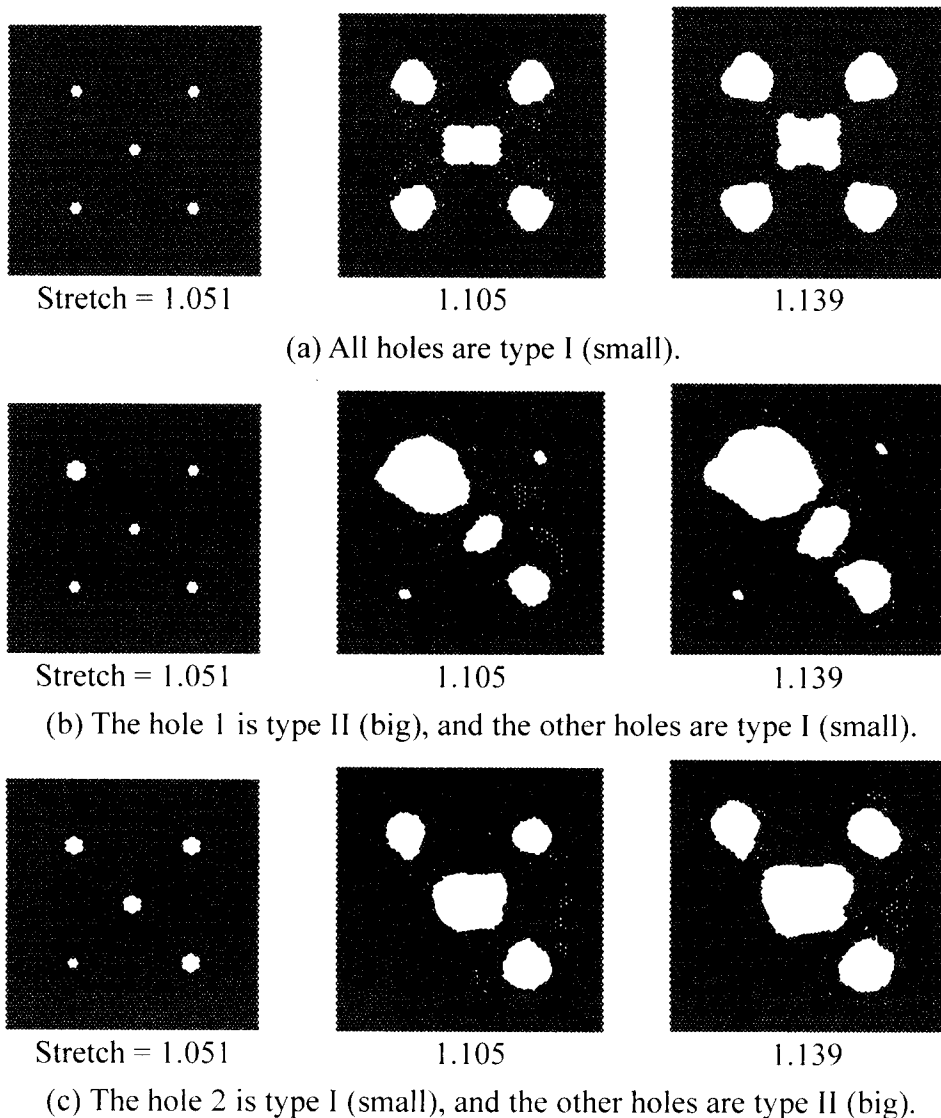 Stretch = 1.051 1.105 1.139
(a) All holes are type I (small).
Stretch = 1.051 1.105 1.139
(b) The hole 1 is type II (big), and the other holes are type I (small).
Stretch = 1.051 1.105 1.139
(c) The hole 2 is type I (small), and the other holes are type II (big).